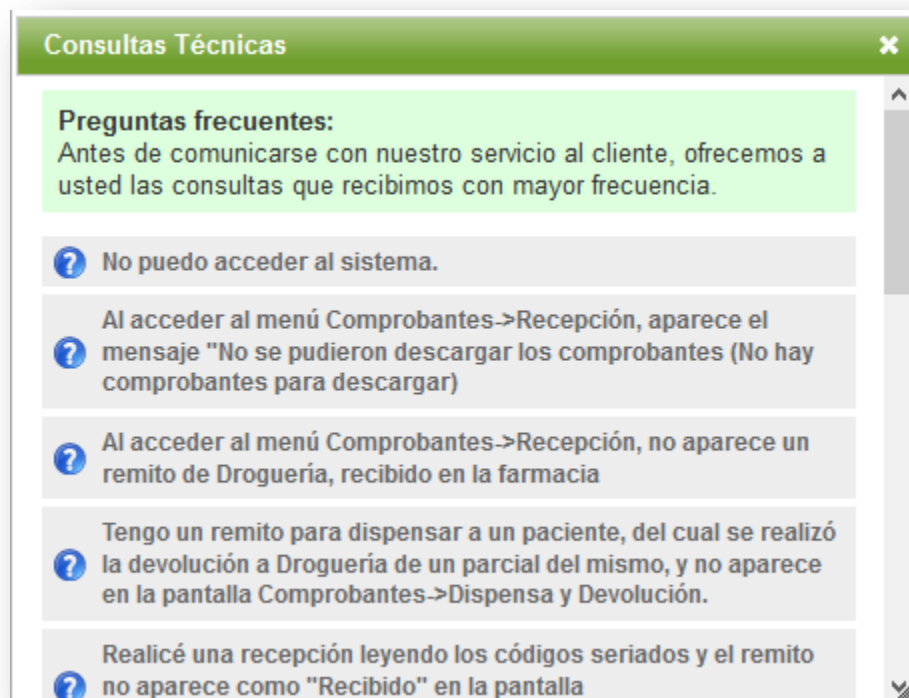 Consultas Técnicas
Preguntas frecuentes:
Antes de comunicarse con nuestro servicio al cliente, ofrecemos a
usted las consultas que recibimos con mayor frecuencia.
No puedo acceder al sistema.
Al acceder al menú Comprobantes->Recepción, aparece el
mensaje "No se pudieron descargar los comprobantes (No hay
comprobantes para descargar)
Al acceder al menú Comprobantes->Recepción, no aparece un
remito de Droguería, recibido en la farmacia
Tengo un remito para dispensar a un paciente, del cual se realizó
la devolución a Droguería de un parcial del mismo, y no aparece
en la pantalla Comprobantes->Dispensa y Devolución.
Realicé una recepción leyendo los códigos seriados y el remito
no aparece como "Recibido" en la pantalla